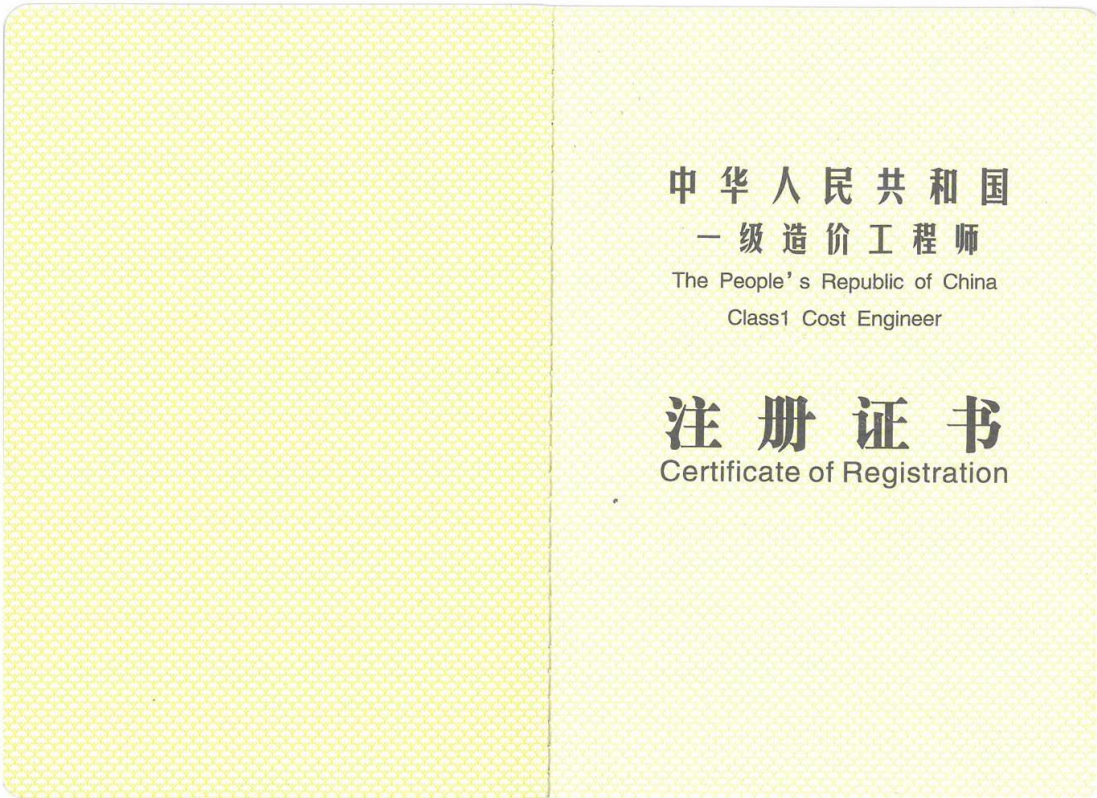 中华人民共和国
一级造价工程师
The People's Republic of China
Class1 Cost Engineer
注册证书
Certificate of Registration